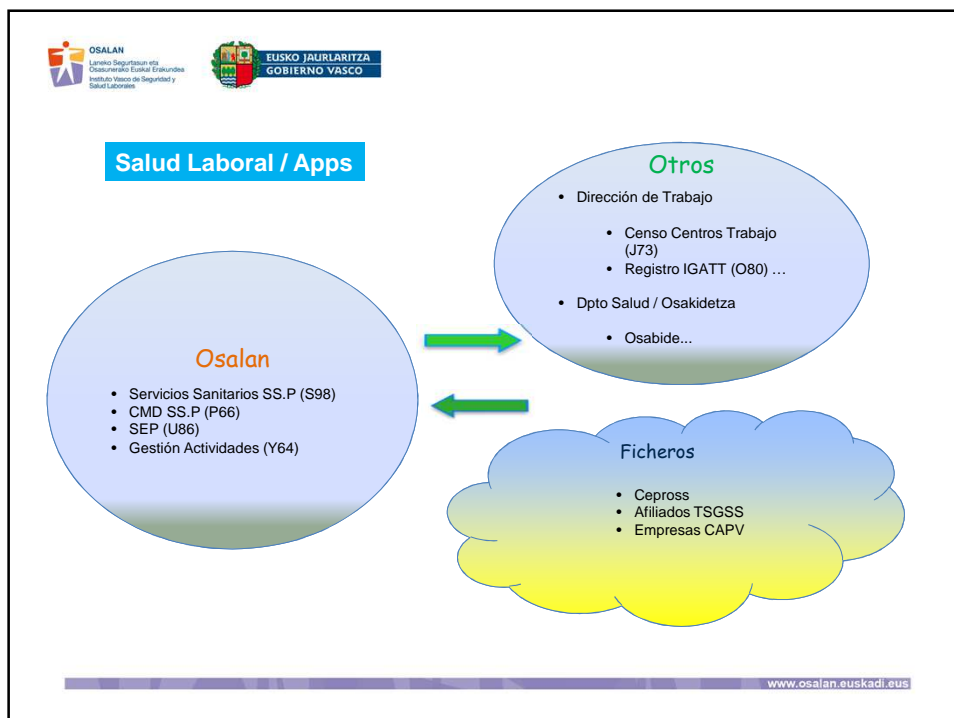 OSALAN
Laneko Segurtasun eta
Osasunerako Euskal Erakundea
Instituto Vasco de Seguridad y
Salud Laborales
EUSKO JAURLARITZA
GOBIERNO VASCO
Salud Laboral / Apps
Otros
• Dirección de Trabajo
• Censo Centros Trabajo
(J73)
• Registro IGATT (O80) …
• Dpto Salud / Osakidetza
• Osabide...
Osalan
• Servicios Sanitarios SS.P (S98)
• CMD SS.P (P66)
• SEP (U86)
• Gestión Actividades (Y64)
Ficheros
• Cepross
• Afiliados TSGSS
• Empresas CAPV
www.osalan.euskadi.eus